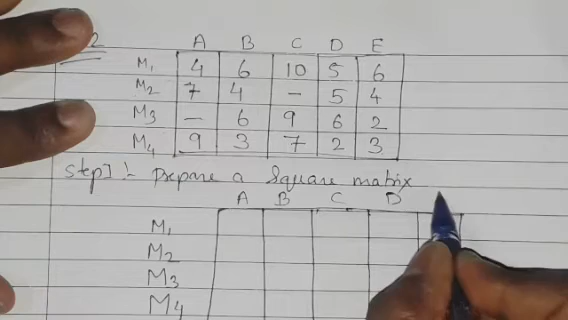 2
A B C D E
M1 4 6 10 5 6
M2 7 4 - 5 4
M3 - 6 9 6 2
M4 9 3 7 2 3
Step I :- Prepare a Square matrix
A B C D
M1
M2
M3
M4